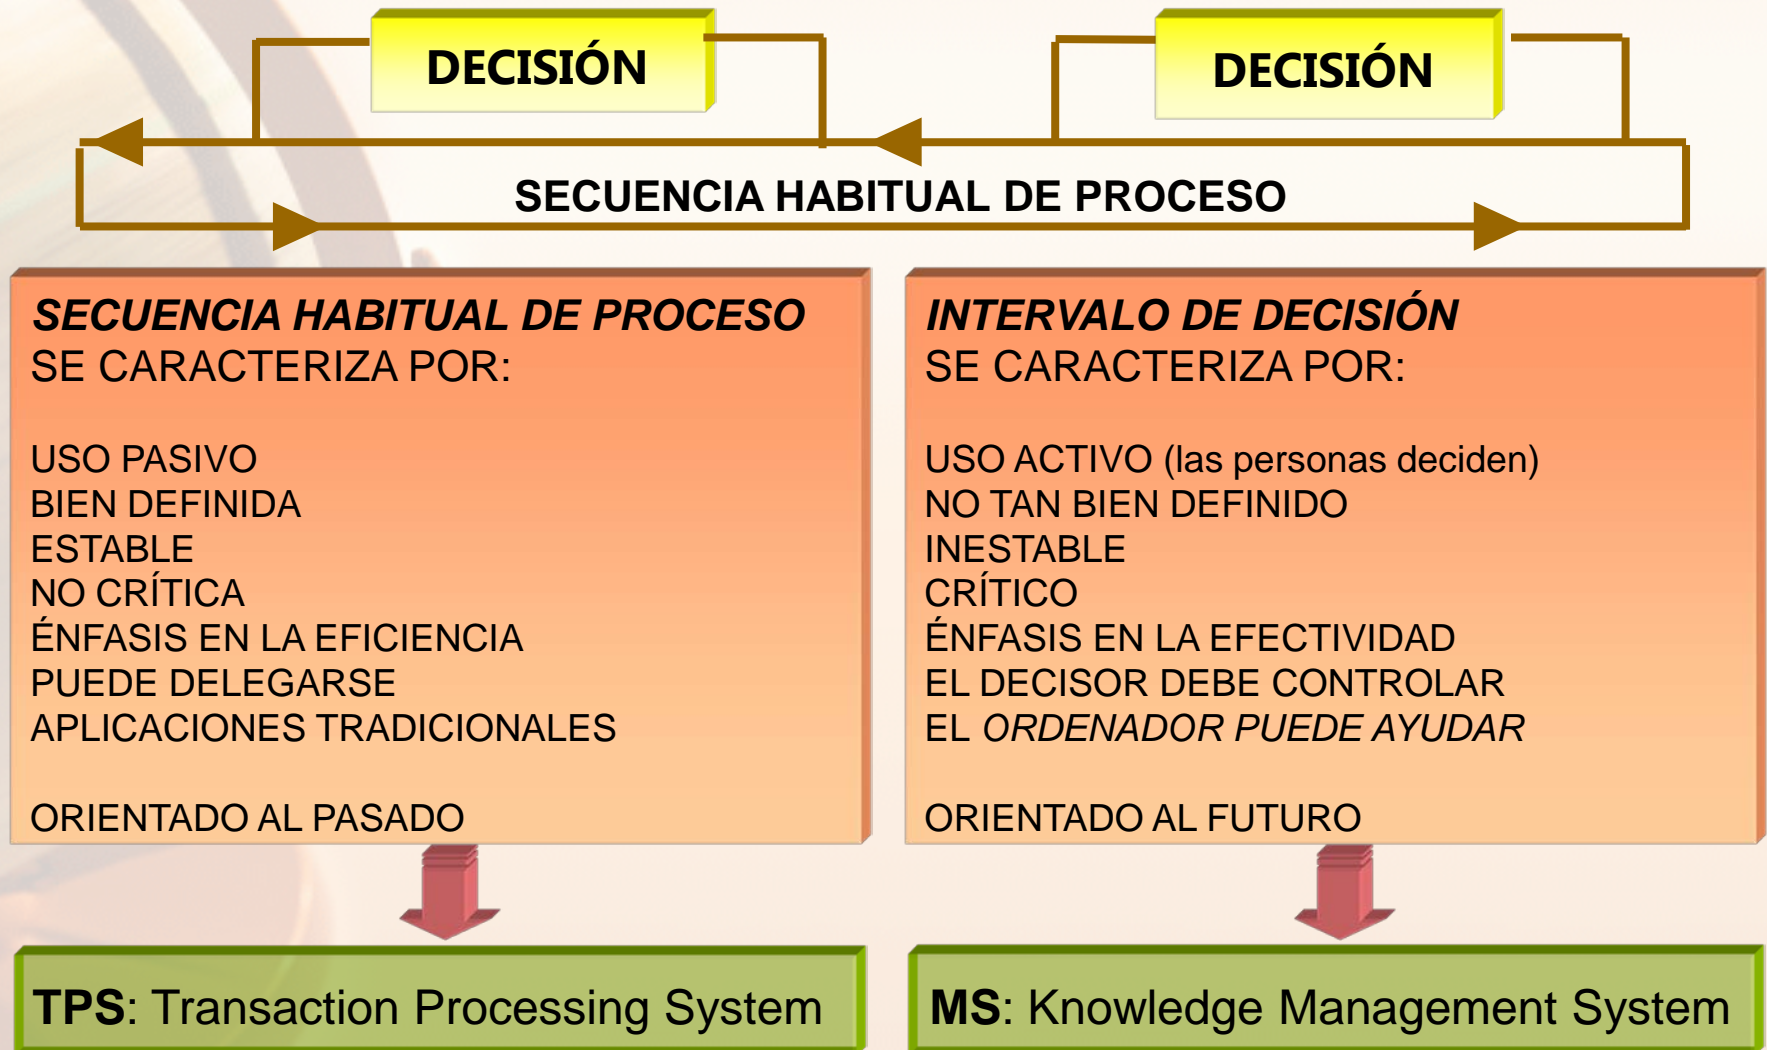 DECISIÓN
DECISIÓN
SECUENCIA HABITUAL DE PROCESO
SECUENCIA HABITUAL DE PROCESO
SE CARACTERIZA POR:
USO PASIVO
BIEN DEFINIDA
ESTABLE
NO CRÍTICA
ÉNFASIS EN LA EFICIENCIA
PUEDE DELEGARSE
APLICACIONES TRADICIONALES
ORIENTADO AL PASADO
INTERVALO DE DECISIÓN
SE CARACTERIZA POR:
USO ACTIVO (las personas deciden)
NO TAN BIEN DEFINIDO
INESTABLE
CRÍTICO
ÉNFASIS EN LA EFECTIVIDAD
EL DECISOR DEBE CONTROLAR
EL ORDENADOR PUEDE AYUDAR
ORIENTADO AL FUTURO
TPS: Transaction Processing System
MS: Knowledge Management System